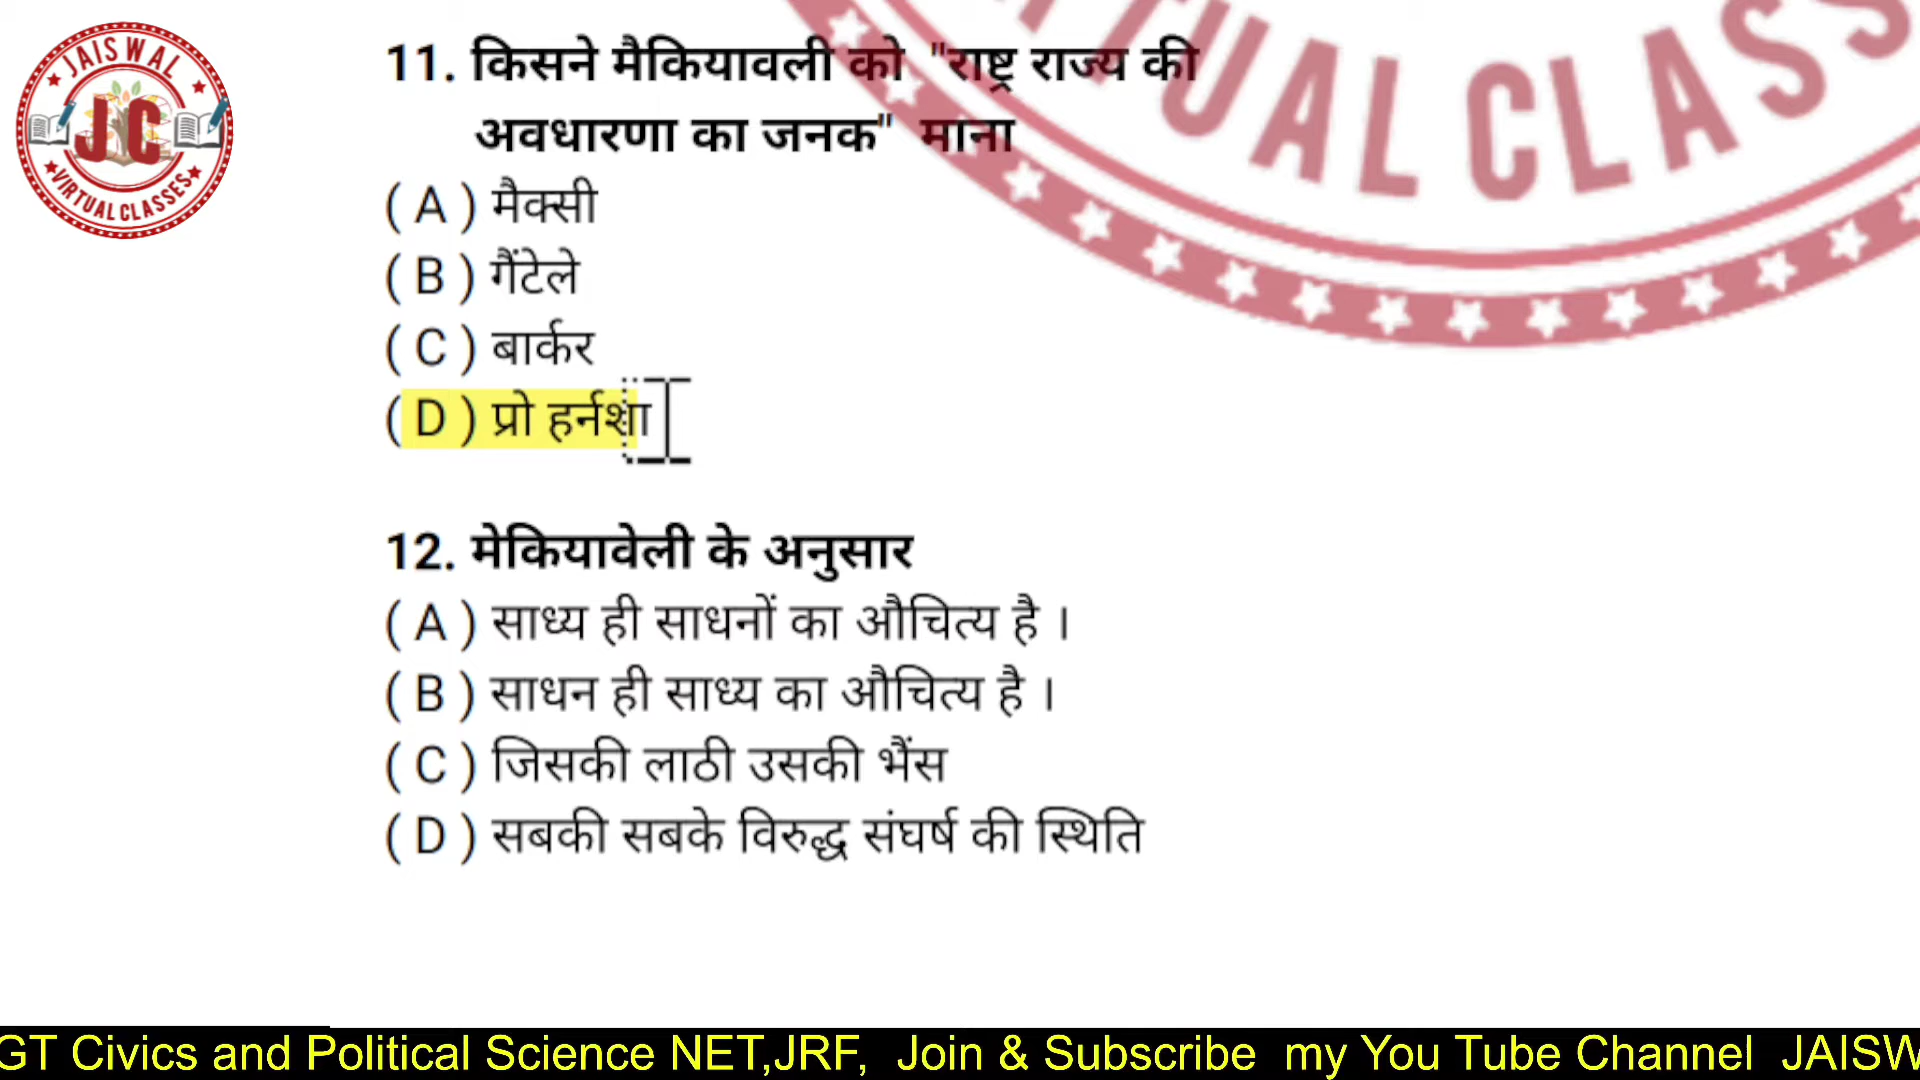 JAISWAL
JC
VIRTUAL CLASSES
TUAL CLASS
11. किसने मैकियावली को "राष्ट्र राज्य की
अवधारणा का जनक" माना
( A ) मैक्सी
( B ) गैंटेले
( C ) बार्कर
( D ) प्रो हर्नशा
12. मेकियावेली के अनुसार
( A ) साध्य ही साधनों का औचित्य है ।
( B ) साधन ही साध्य का औचित्य है ।
( C ) जिसकी लाठी उसकी भैंस
( D ) सबकी सबके विरुद्ध संघर्ष की स्थिति
GT Civics and Political Science NET,JRF, Join & Subscribe my You Tube Channel JAISW